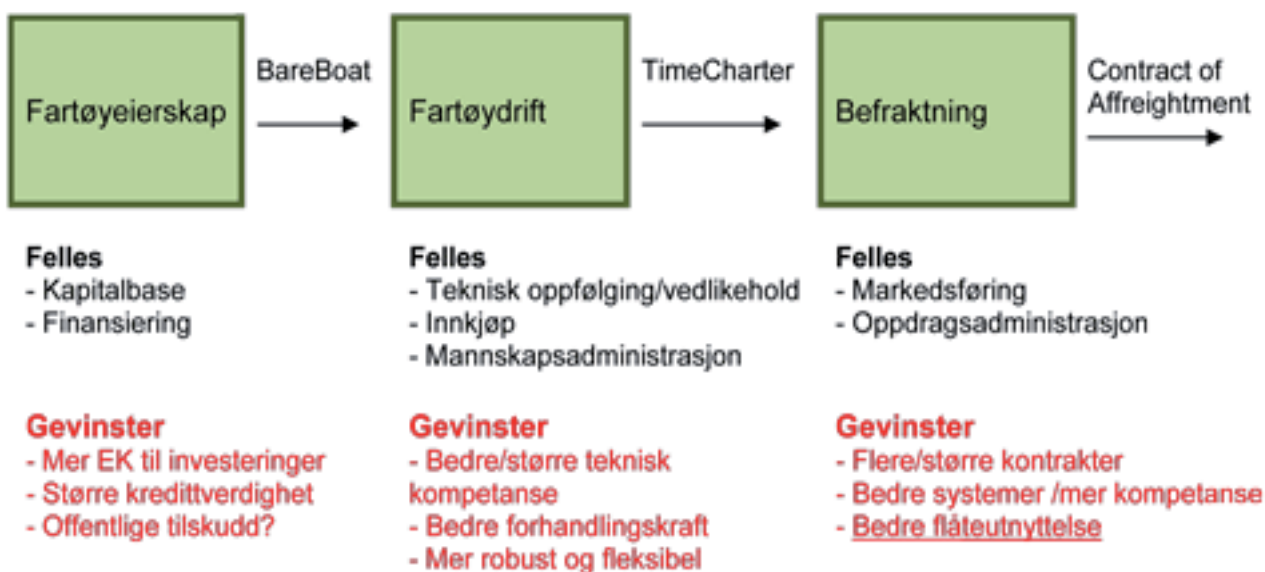 Fartøyeierskap
BareBoat
Fartøydrift
TimeCharter
Befraktning
Contract of
Affreightment
Felles
- Kapitalbase
- Finansiering
Felles
- Teknisk oppfølging/vedlikehold
- Innkjøp
- Mannskapsadministrasjon
Felles
- Markedsføring
- Oppdragsadministrasjon
Gevinster
- Mer EK til investeringer
- Større kredittverdighet
- Offentlige tilskudd?
Gevinster
- Bedre/større teknisk
kompetanse
- Bedre forhandlingskraft
- Mer robust og fleksibel
Gevinster
- Flere/større kontrakter
- Bedre systemer /mer kompetanse
- Bedre flåteutnyttelse